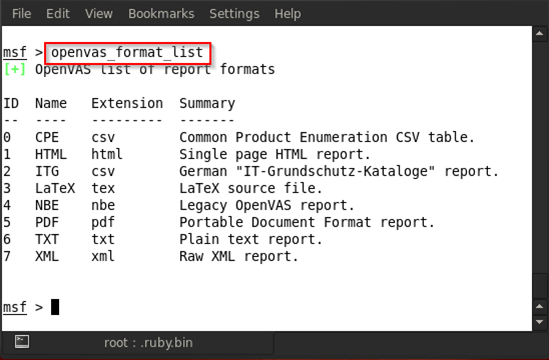 File Edit View Bookmarks Settings Help
msf > openvas_format_list
[+] OpenVAS list of report formats
ID Name Extension Summary
-- ---- --------- -------
0 CPE csv Common Product Enumeration CSV table.
1 HTML html Single page HTML report.
2 ITG csv German "IT-Grundschutz-Kataloge" report.
3 LaTeX tex LaTeX source file.
4 NBE nbe Legacy OpenVAS report.
5 PDF pdf Portable Document Format report.
6 TXT txt Plain text report.
7 XML xml Raw XML report.
msf >
root : .ruby.bin